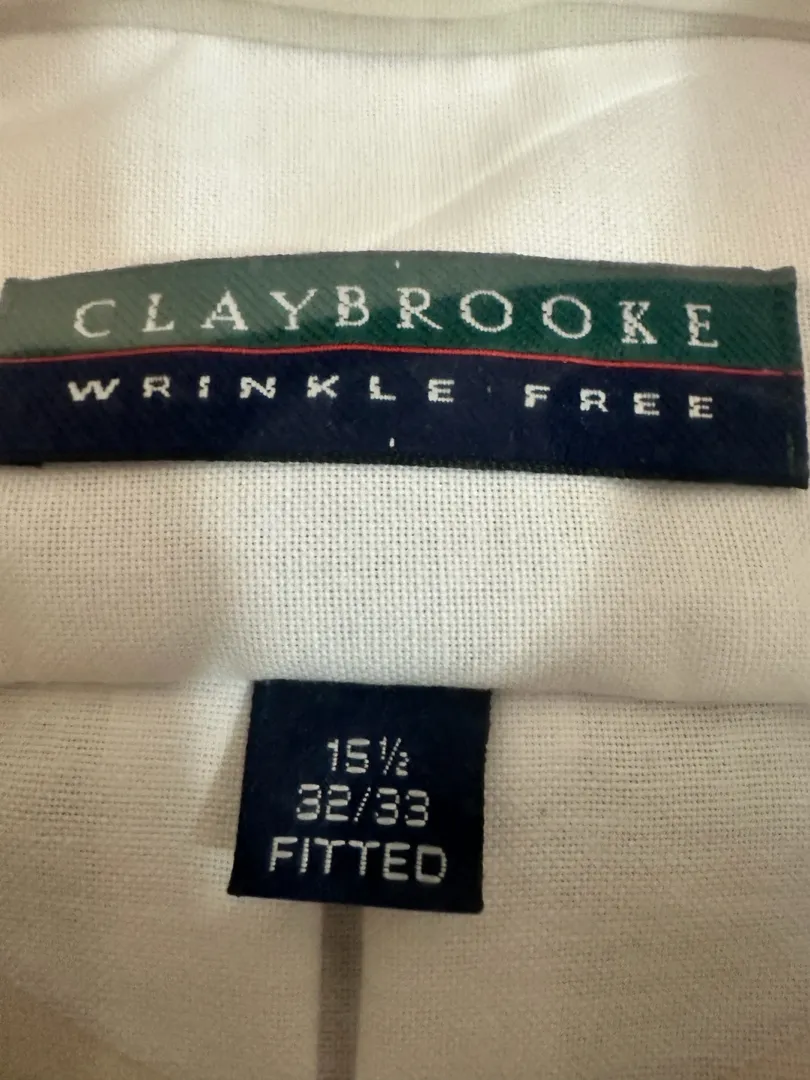 CLAYBROOKE
WRINKLE FREE
15½
32/33
FITTED